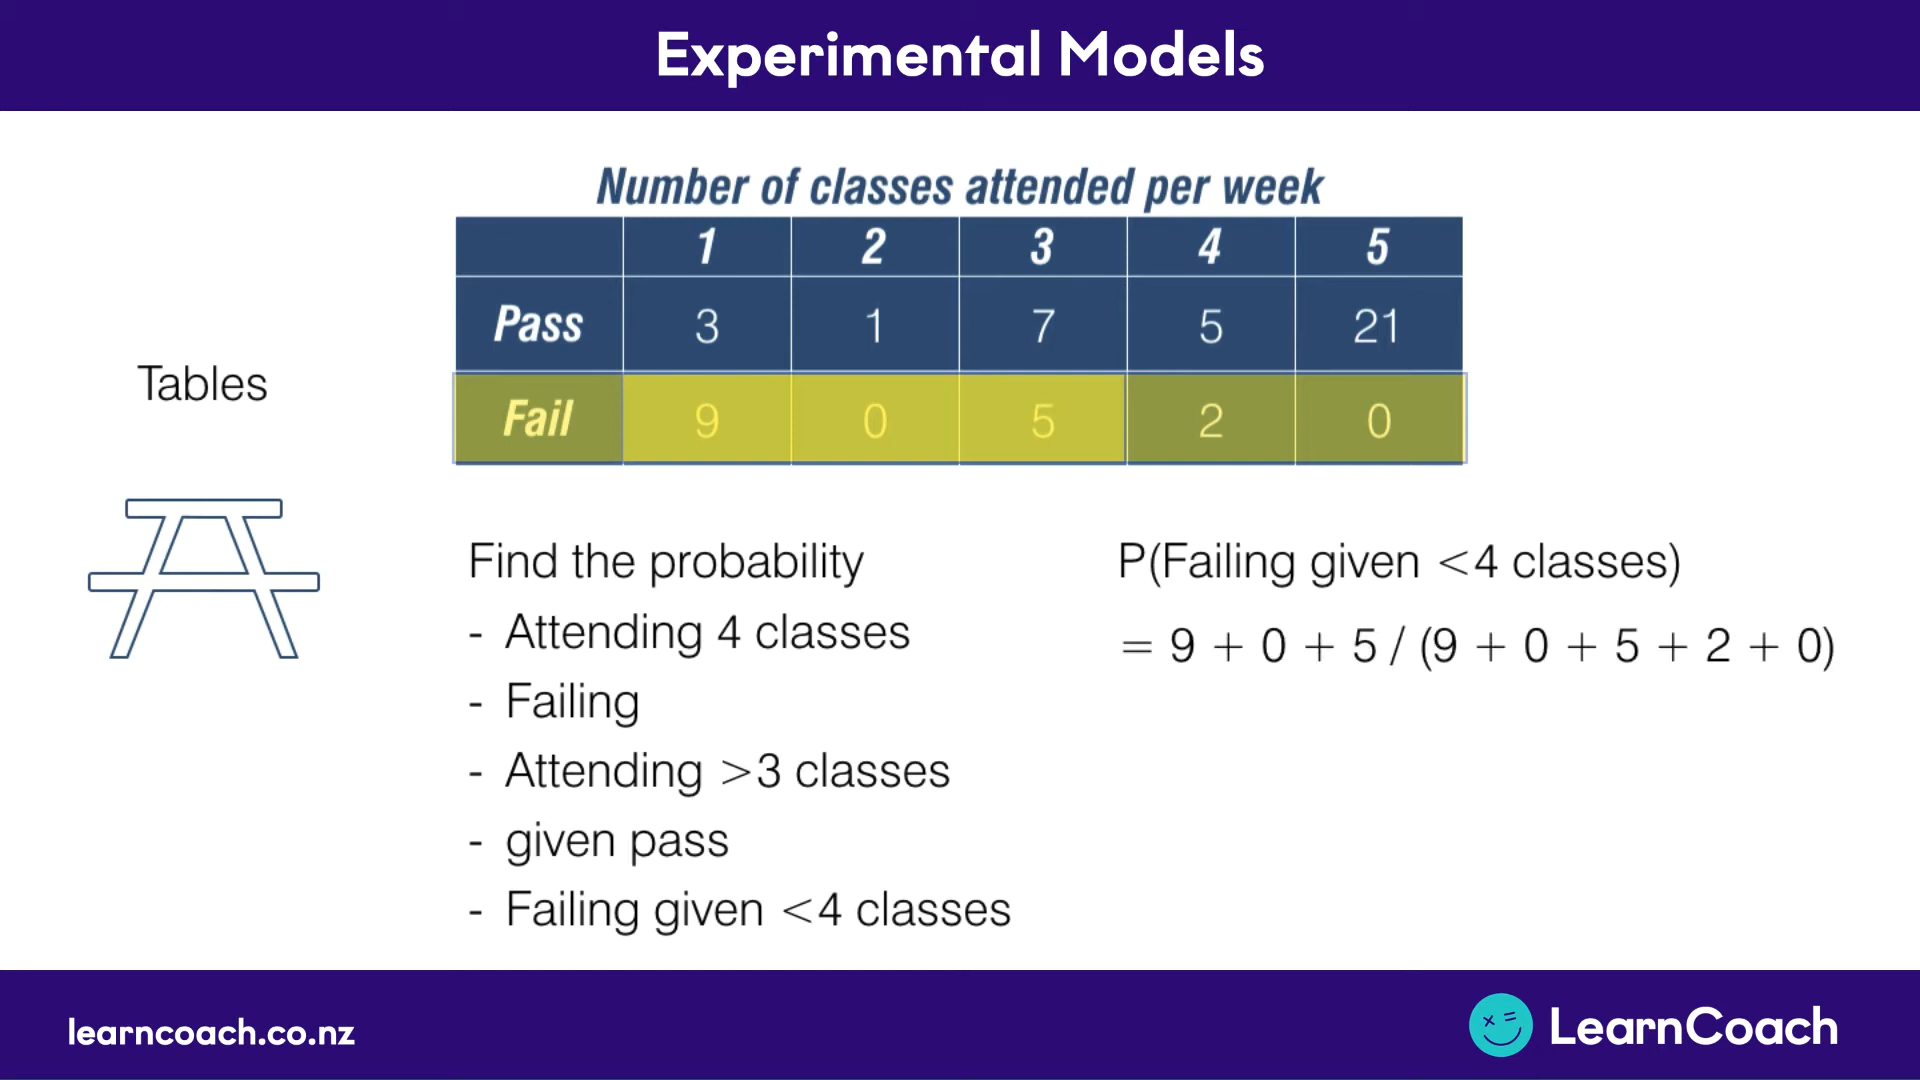 Experimental Models
Number of classes attended per week
1 2 3 4 5
Pass 3 1 7 5 21
Tables
Fail 9 0 5 2 0
Find the probability
- Attending 4 classes
- Failing
- Attending >3 classes
- given pass
- Failing given <4 classes
P(Failing given <4 classes)
= 9 + 0 + 5 / (9 + 0 + 5 + 2 + 0)
learncoach.co.nz
LearnCoach